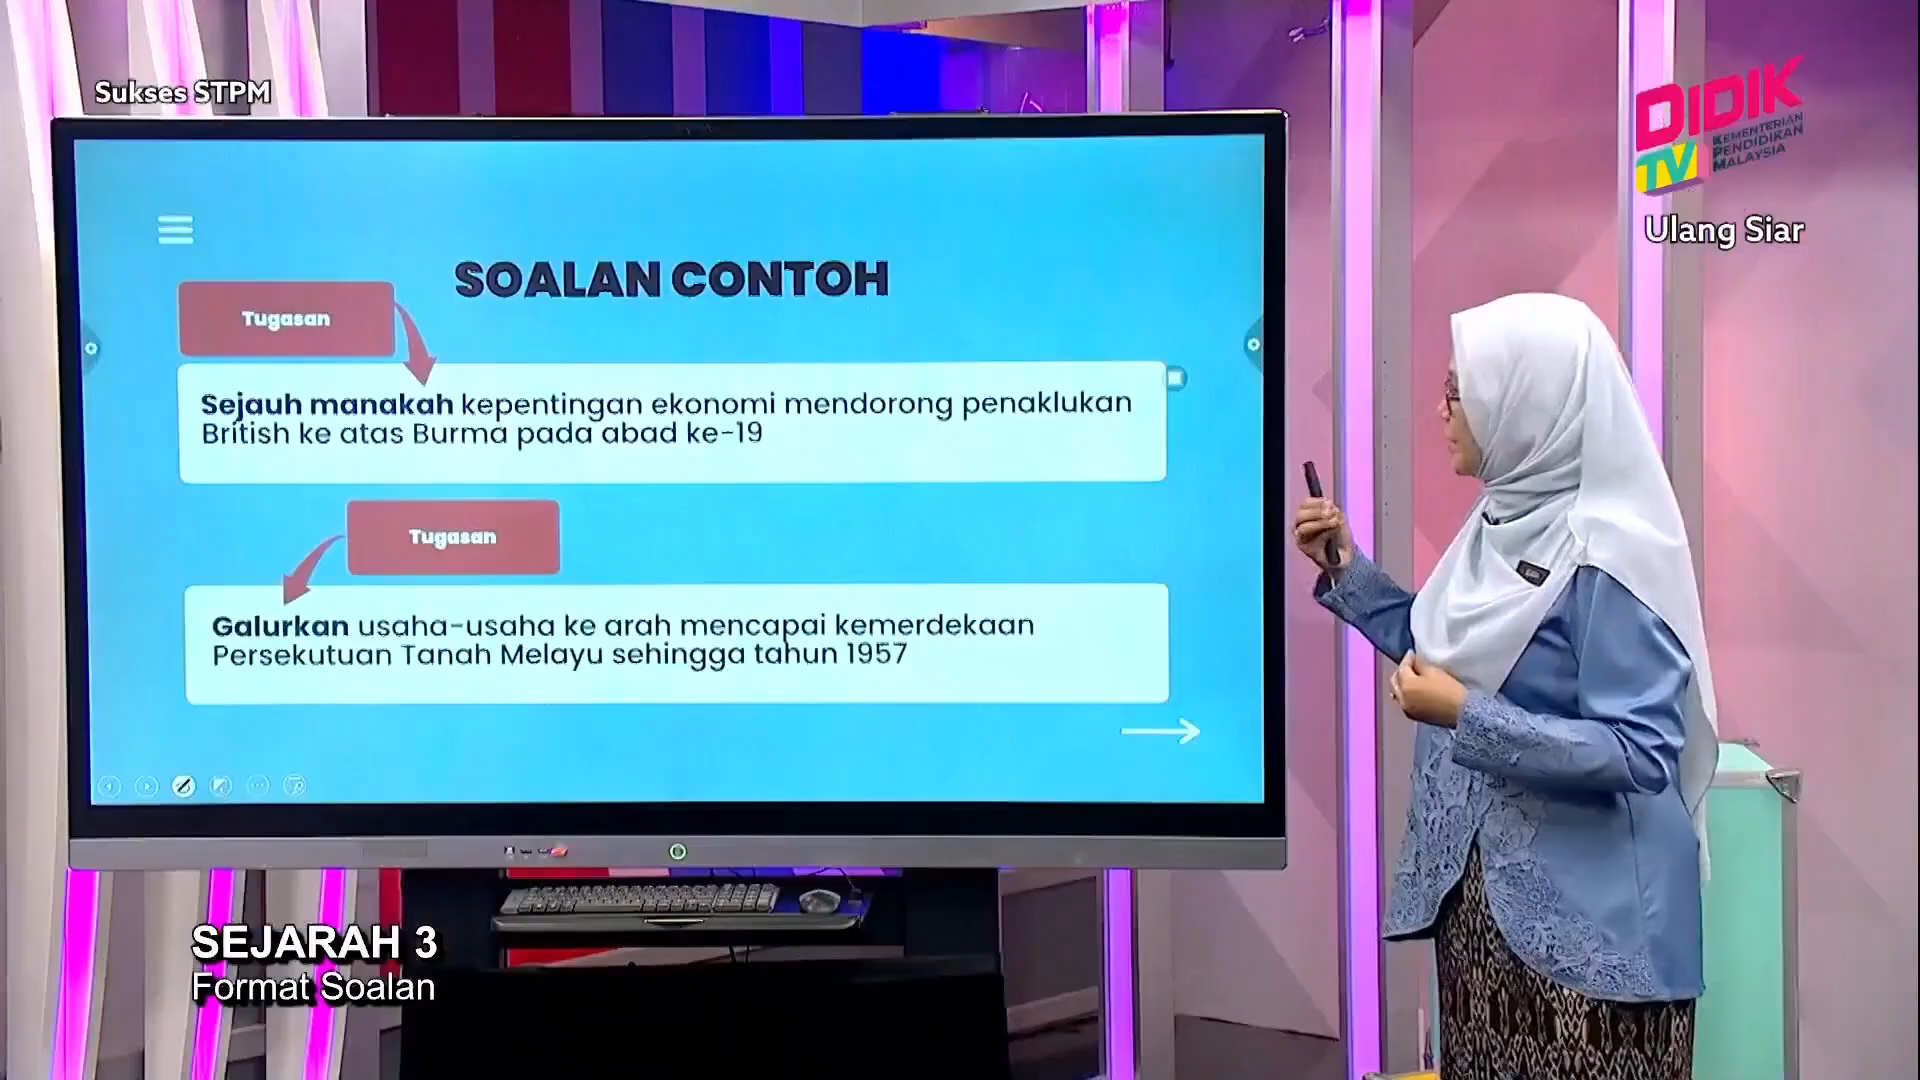 Sukses STPM
DIDIK
TV
KEMENTERIAN
PENDIDIKAN
MALAYSIA
Ulang Siar
SOALAN CONTOH
Tugasan
Sejauh manakah kepentingan ekonomi mendorong penaklukan
British ke atas Burma pada abad ke-19
Tugasan
Galurkan usaha-usaha ke arah mencapai kemerdekaan
Persekutuan Tanah Melayu sehingga tahun 1957
SEJARAH 3
Format Soalan